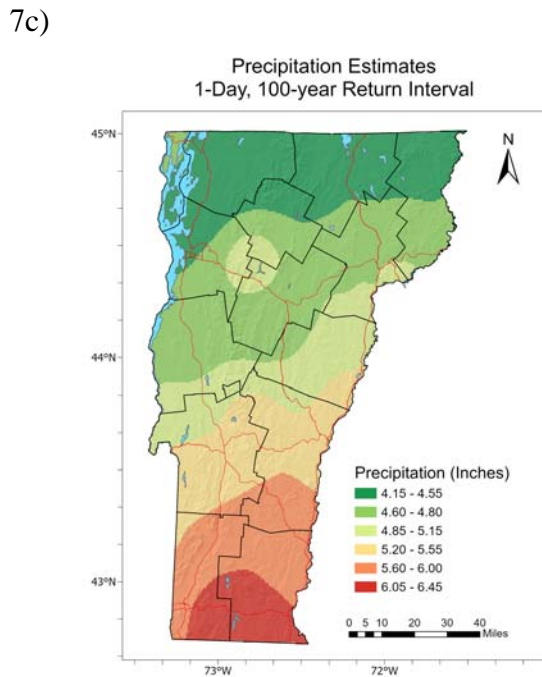 7c)
Precipitation Estimates
1-Day, 100-year Return Interval
45°N
N
44°N
43°N
Precipitation (Inches)
4.15 - 4.55
4.60 - 4.80
4.85 - 5.15
5.20 - 5.55
5.60 - 6.00
6.05 - 6.45
0 5 10 20 30 40
Miles
73°W 72°W